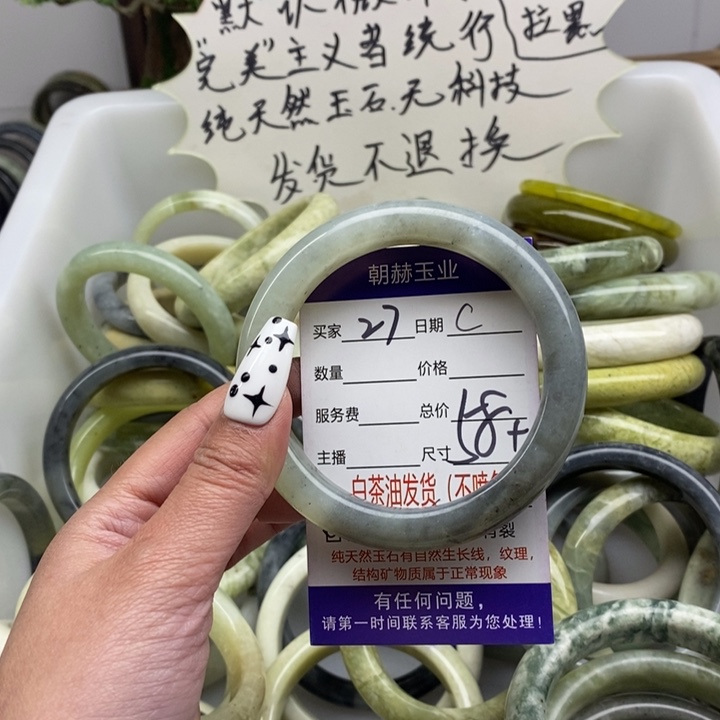 "完美"主义者绕行 拉黑
纯天然玉石.无科技
发货不退换
朝赫玉业
买家 27 日期 C
数量 价格
服务费 总价
主播 尺寸 58+
白茶油发货(不喷
纯天然玉石有自然生长线,纹理,
结构矿物质属于正常现象
有任何问题,
请第一时间联系客服为您处理!